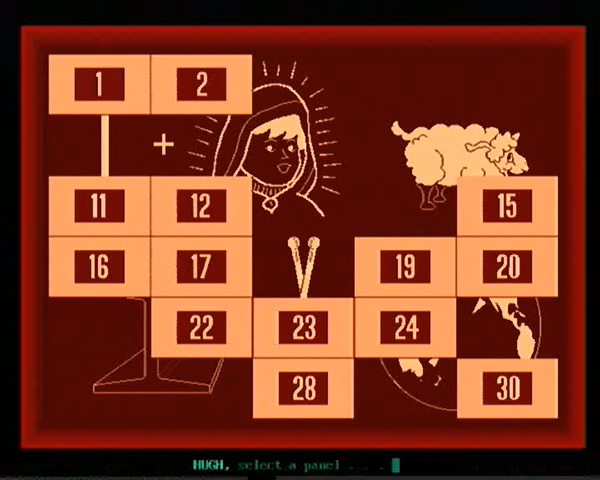 1 2
+
11 12 15
16 17 19 20
22 23 24
28 30
HUGH, select a panel . . . .